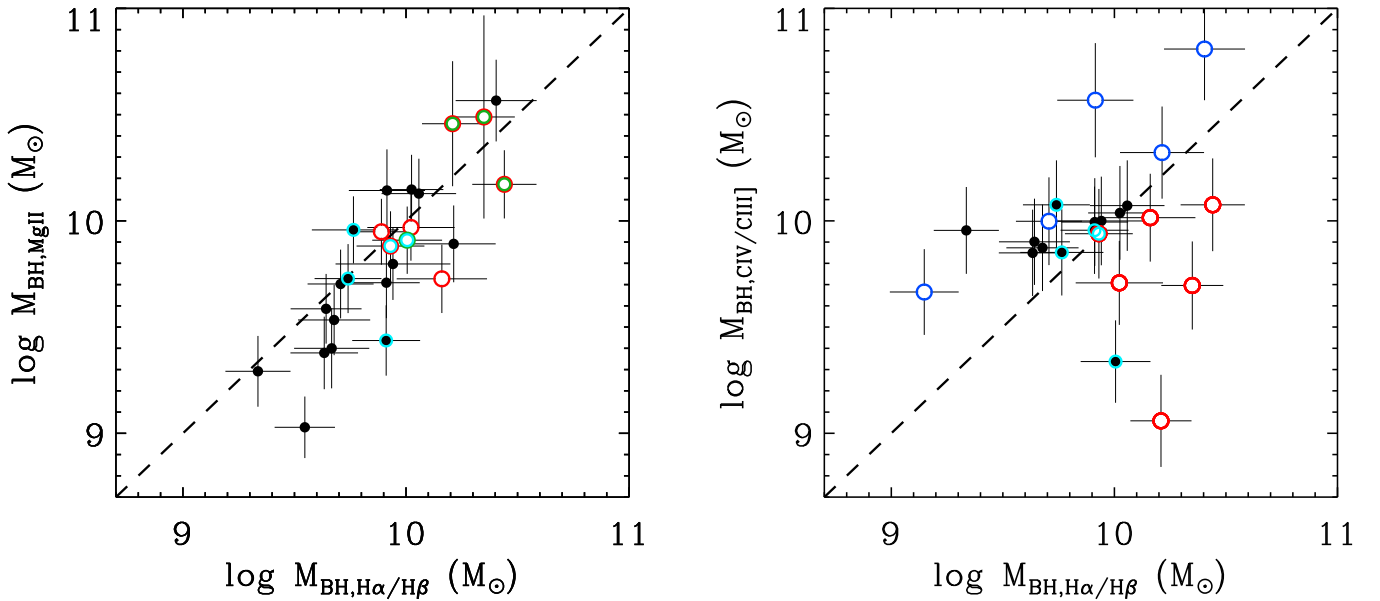 11
10
9
9 10 11
log M_BH,MgII (M_⊙)
log M_BH,Hα/Hβ (M_⊙)
11
10
9
9 10 11
log M_BH,CIV/CIII] (M_⊙)
log M_BH,Hα/Hβ (M_⊙)